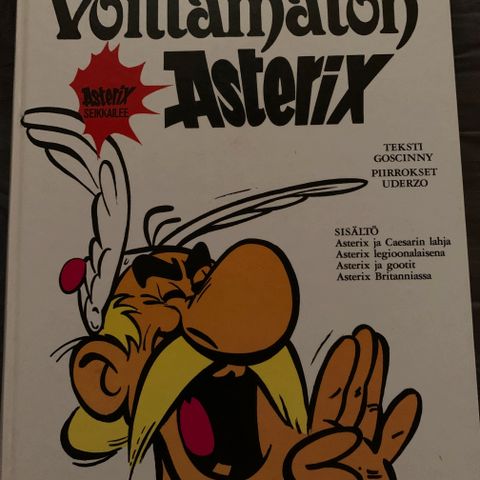 Voittamaton
Asterix
Asterix
SEIKKAILEE
TEKSTI
GOSCINNY
PIIRROKSET
UDERZO
SISÄLTÖ
Asterix ja Caesarin lahja
Asterix legioonalaisena
Asterix ja gootit
Asterix Britanniassa